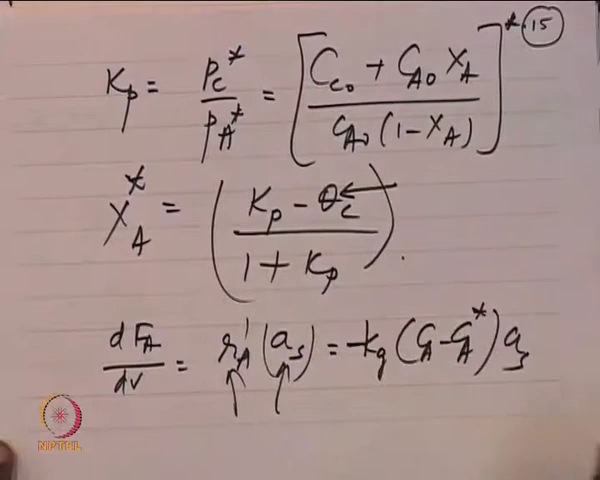 15
Kp = pC* / pA* = [ (CC0 + CA0 XA) / (CA0 (1 - XA)) ]*
XA* = ( (Kp - θC) / (1 + Kp) ).
dFA / dV = rA' (as) = -kg (CA - CA*) as
NPTEL